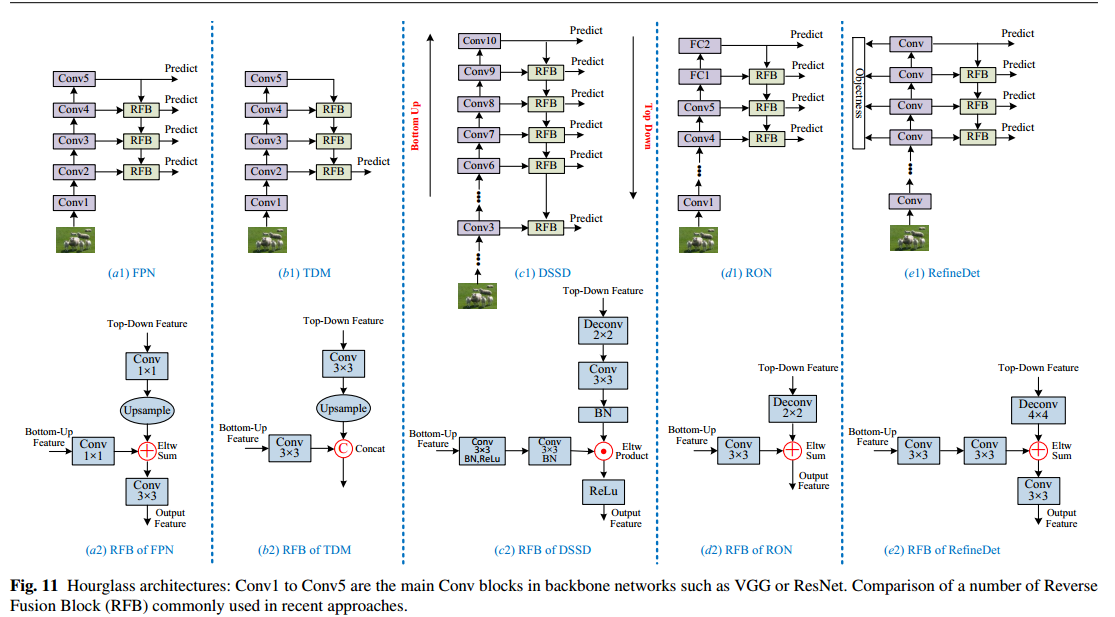 Conv5
Predict
Conv4
RFB
Predict
Conv3
RFB
Predict
Conv2
RFB
Predict
Conv1
(a1) FPN
Conv5
Conv4
RFB
Conv3
RFB
Conv2
RFB
Predict
Conv1
(b1) TDM
Bottom Up
Conv10
Predict
Conv9
RFB
Predict
Conv8
RFB
Predict
Conv7
RFB
Predict
Conv6
RFB
Predict
Conv3
RFB
Predict
Top Down
(c1) DSSD
FC2
Predict
FC1
RFB
Predict
Conv5
RFB
Predict
Conv4
RFB
Predict
Conv1
(d1) RON
Objectness
Conv
Predict
Conv
RFB
Predict
Conv
RFB
Predict
Conv
RFB
Predict
Conv
(e1) RefineDet
Top-Down Feature
Conv
1×1
Upsample
Bottom-Up
Feature
Conv
1×1
Eltw
Sum
Conv
3×3
Output
Feature
(a2) RFB of FPN
Top-Down Feature
Conv
3×3
Upsample
Bottom-Up
Feature
Conv
3×3
C
Concat
(b2) RFB of TDM
Top-Down Feature
Deconv
2×2
Conv
3×3
BN
Bottom-Up
Feature
Conv
3×3
BN,ReLu
Conv
3×3
BN
Eltw
Product
ReLu
Output
Feature
(c2) RFB of DSSD
Top-Down Feature
Deconv
2×2
Bottom-Up
Feature
Conv
3×3
Eltw
Sum
Output
Feature
(d2) RFB of RON
Top-Down Feature
Deconv
4×4
Bottom-Up
Feature
Conv
3×3
Conv
3×3
Eltw
Sum
Conv
3×3
Output
Feature
(e2) RFB of RefineDet
Fig. 11 Hourglass architectures: Conv1 to Conv5 are the main Conv blocks in backbone networks such as VGG or ResNet. Comparison of a number of Reverse
Fusion Block (RFB) commonly used in recent approaches.